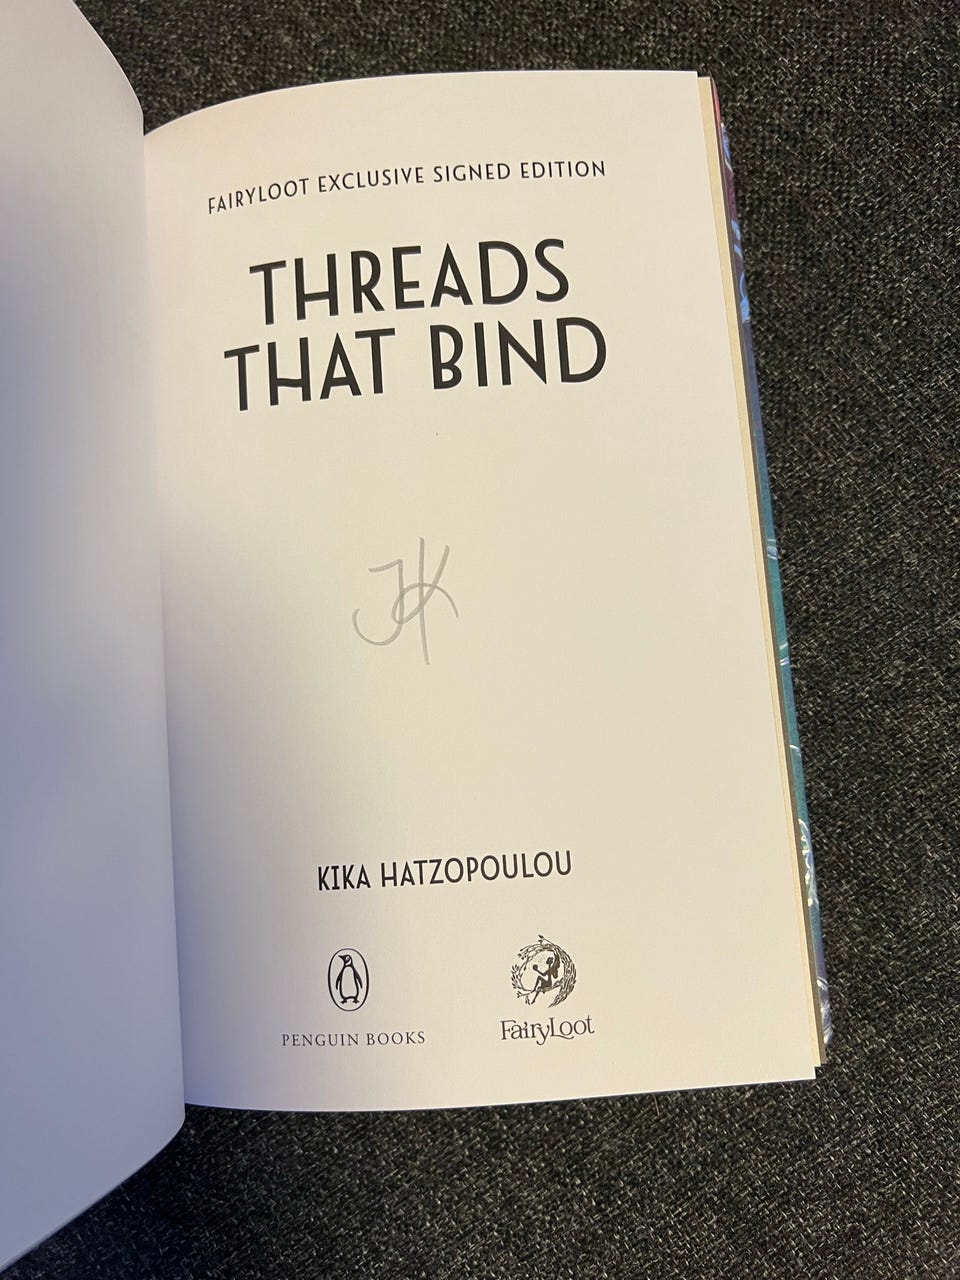 FAIRYLOOT EXCLUSIVE SIGNED EDITION
THREADS
THAT BIND
KIKA HATZOPOULOU
PENGUIN BOOKS
FairyLoot